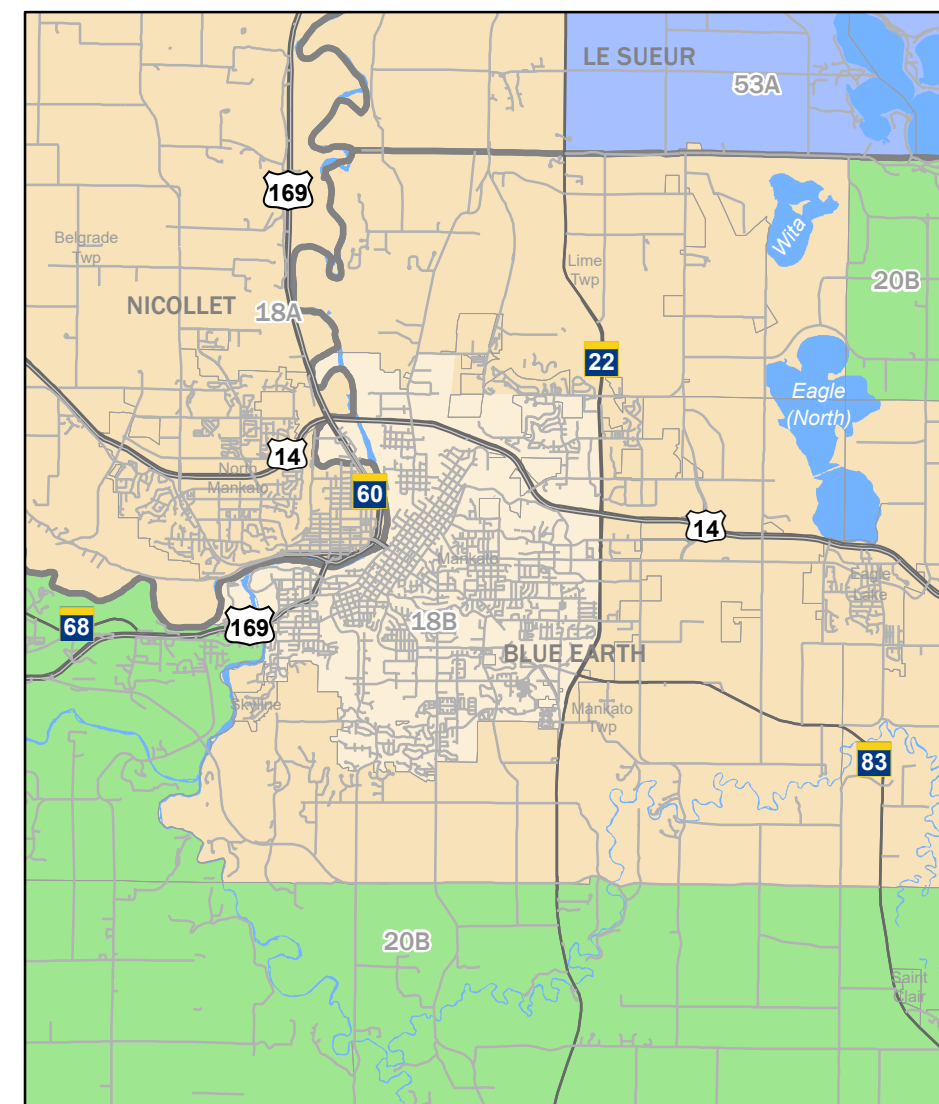 LE SUEUR
53A
169
Belgrade
Twp
Wita
Lime
Twp
20B
NICOLLET
18A
22
Eagle
(North)
14
North
Mankato
60
14
Mankato
Eagle
Lake
68
169
18B
BLUE EARTH
Skyline
Mankato
Twp
83
20B
Saint
Clair